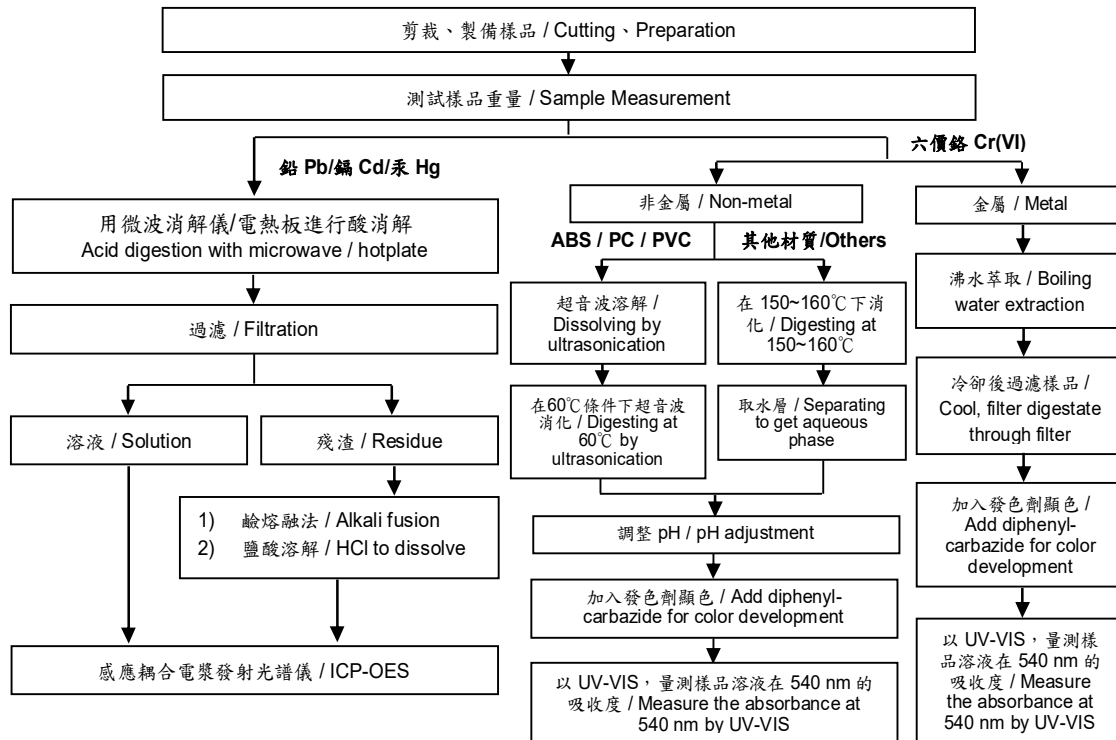 剪裁、製備樣品 / Cutting、Preparation
測試樣品重量 / Sample Measurement
鉛 Pb/鎘 Cd/汞 Hg
六價鉻 Cr(VI)
用微波消解儀/電熱板進行酸消解
Acid digestion with microwave / hotplate
過濾 / Filtration
溶液 / Solution
殘渣 / Residue
1) 鹼熔融法 / Alkali fusion
2) 鹽酸溶解 / HCl to dissolve
感應耦合電漿發射光譜儀 / ICP-OES
非金屬 / Non-metal
ABS / PC / PVC
其他材質/Others
超音波溶解 /
Dissolving by
ultrasonication
在60℃條件下超音波
消化 / Digesting at
60℃ by
ultrasonication
在 150~160℃下消
化 / Digesting at
150~160℃
取水層 / Separating
to get aqueous
phase
調整 pH / pH adjustment
加入發色劑顯色 / Add diphenyl-
carbazide for color development
以 UV-VIS，量測樣品溶液在 540 nm 的
吸收度 / Measure the absorbance at
540 nm by UV-VIS
金屬 / Metal
沸水萃取 / Boiling
water extraction
冷卻後過濾樣品 /
Cool, filter digestate
through filter
加入發色劑顯色 /
Add diphenyl-
carbazide for color
development
以 UV-VIS，量測樣
品溶液在 540 nm 的
吸收度 / Measure
the absorbance at
540 nm by UV-VIS